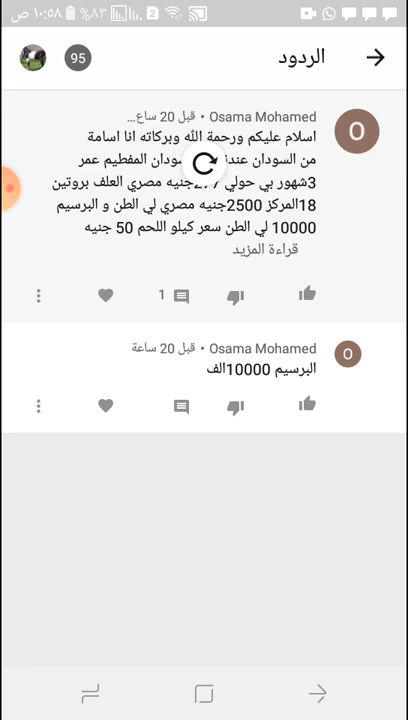 ١٠:٥٨ ص
٨٣%
2
الردود
95
O
Osama Mohamed • قبل 20 ساع...
اسلام عليكم ورحمة الله وبركاته انا اسامة
من السودان المفطيم عمر
3شهور بي حولي جنيه مصري العلف بروتين
18المركز 2500جنيه مصري لي الطن و البرسيم
10000 لي الطن سعر كيلو اللحم 50 جنيه
قراءة المزيد
1
O
Osama Mohamed • قبل 20 ساعة
البرسيم 10000الف